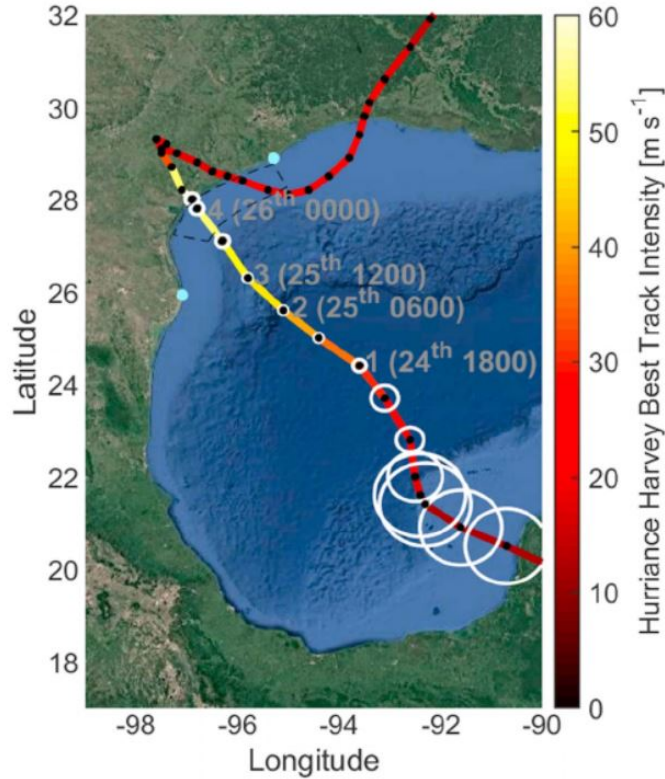 32
30
28
26
24
22
20
18
Latitude
4 (26th 0000)
3 (25th 1200)
2 (25th 0600)
1 (24th 1800)
-98
-96
-94
-92
-90
Longitude
60
50
40
30
20
10
0
Hurriance Harvey Best Track Intensity [m s-1]